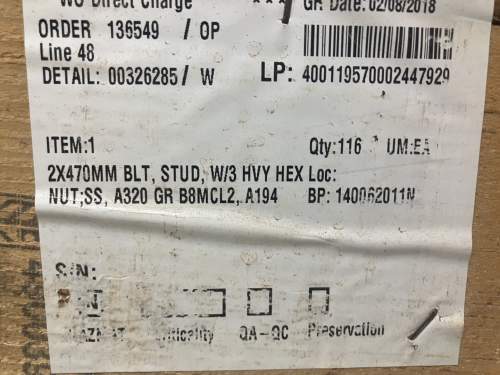 WO Direct Charge *** GR Date: 02/08/2018
ORDER 136549 / OP
Line 48
DETAIL: 00326285/ W LP: 4001195700002447929
ITEM:1 Qty:116 UM:EA
2X470MM BLT, STUD, W/3 HVY HEX Loc:
NUT;SS, A320 GR B8MCL2, A194 BP: 140062011N
S/N:
N
QA-QC Preservation